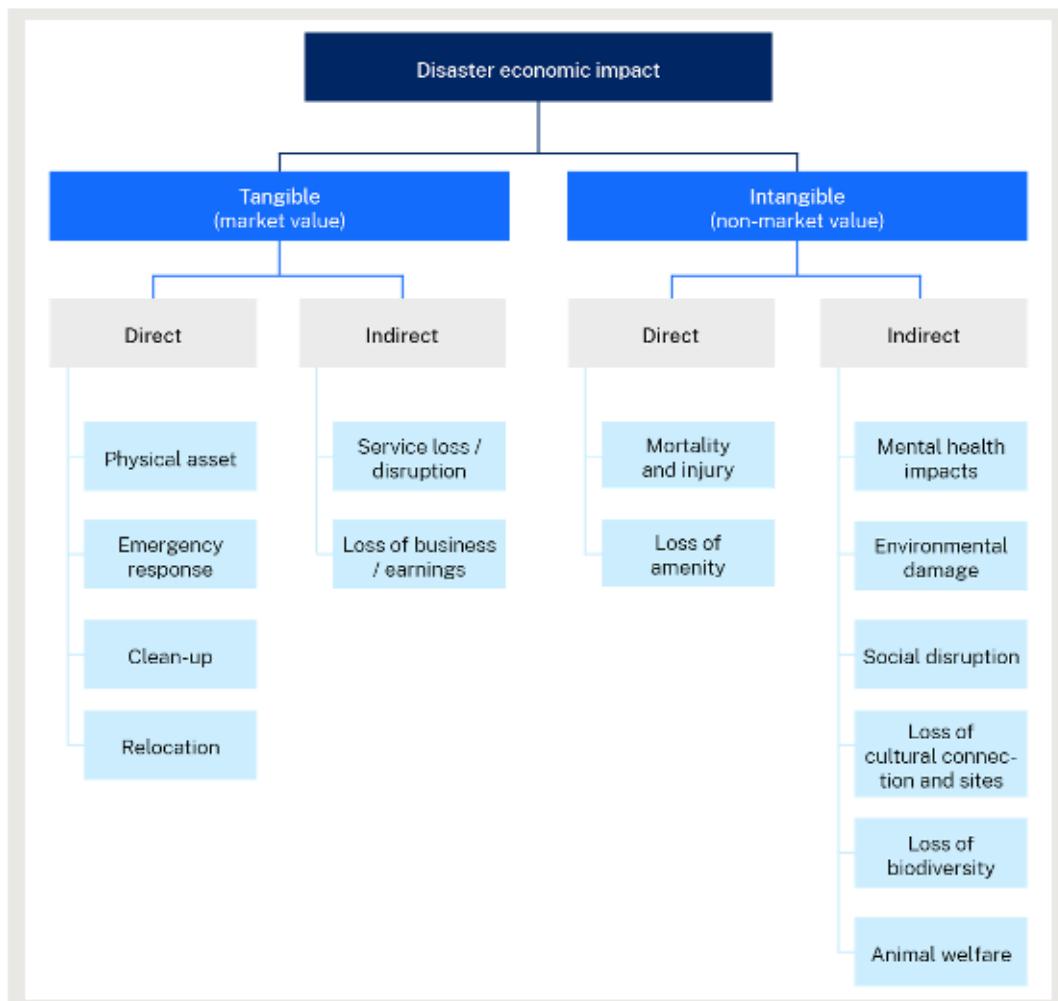 Disaster economic impact
Tangible
(market value)
Intangible
(non-market value)
Direct
Indirect
Direct
Indirect
Physical asset
Emergency
response
Clean-up
Relocation
Service loss /
disruption
Loss of business
/ earnings
Mortality
and injury
Loss of
amenity
Mental health
impacts
Environmental
damage
Social disruption
Loss of
cultural connec-
tion and sites
Loss of
biodiversity
Animal welfare